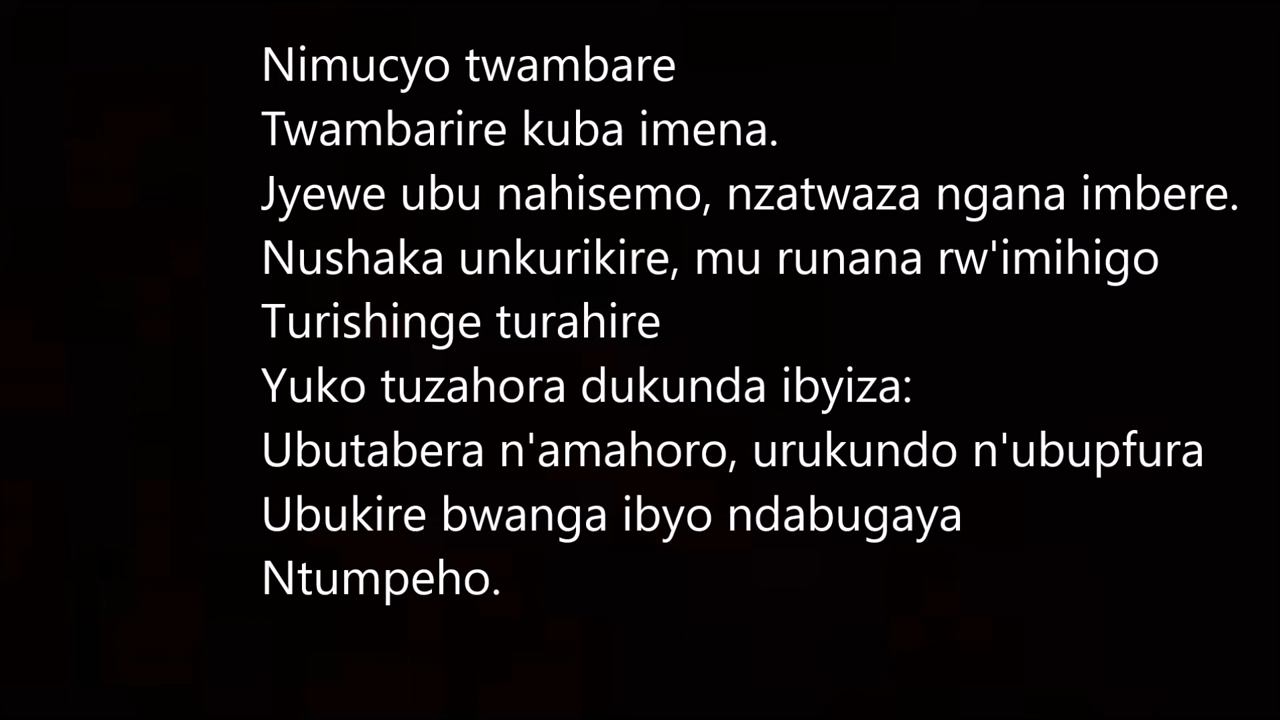 Nimucyo twambare
Twambarire kuba imena.
Jyewe ubu nahisemo, nzatwaza ngana imbere.
Nushaka unkurikire, mu runana rw'imihigo
Turishinge turahire
Yuko tuzahora dukunda ibyiza:
Ubutabera n'amahoro, urukundo n'ubupfura
Ubukire bwanga ibyo ndabugaya
Ntumpeho.